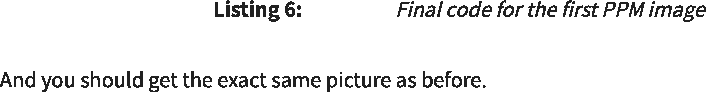 Listing 6: Final code for the first PPM image
And you should get the exact same picture as before.